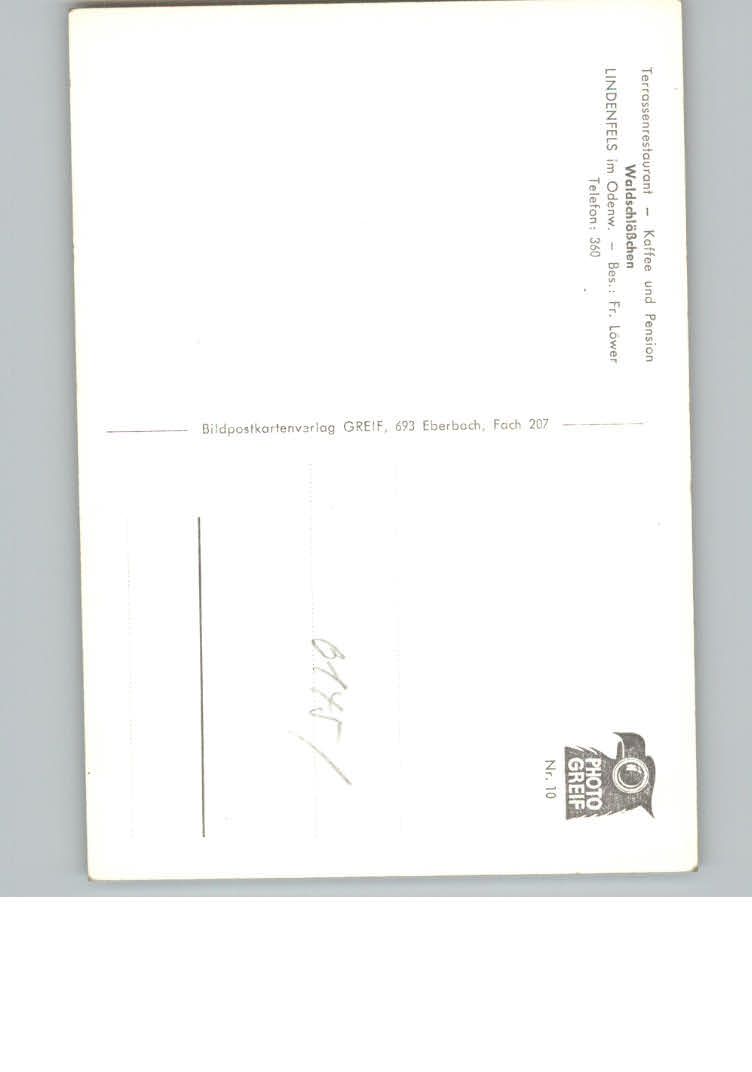 Terrassenrestaurant – Kaffee und Pension
Waldschlößchen
LINDENFELS im Odenw. – Bes.: Fr. Löwer
Telefon: 360
Bildpostkartenverlag GREIF, 693 Eberbach, Fach 207
PHOTO
GREIF
Nr. 10